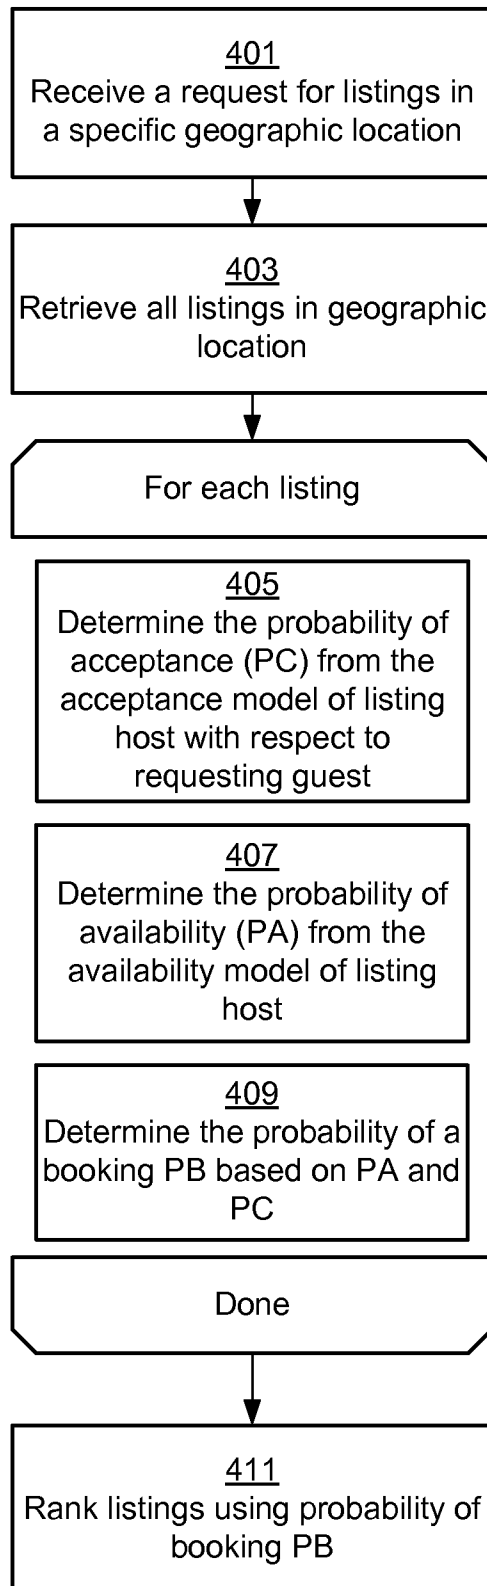 401
Receive a request for listings in
a specific geographic location
403
Retrieve all listings in geographic
location
For each listing
405
Determine the probability of
acceptance (PC) from the
acceptance model of listing
host with respect to
requesting guest
407
Determine the probability of
availability (PA) from the
availability model of listing
host
409
Determine the probability of a
booking PB based on PA and
PC
Done
411
Rank listings using probability of
booking PB